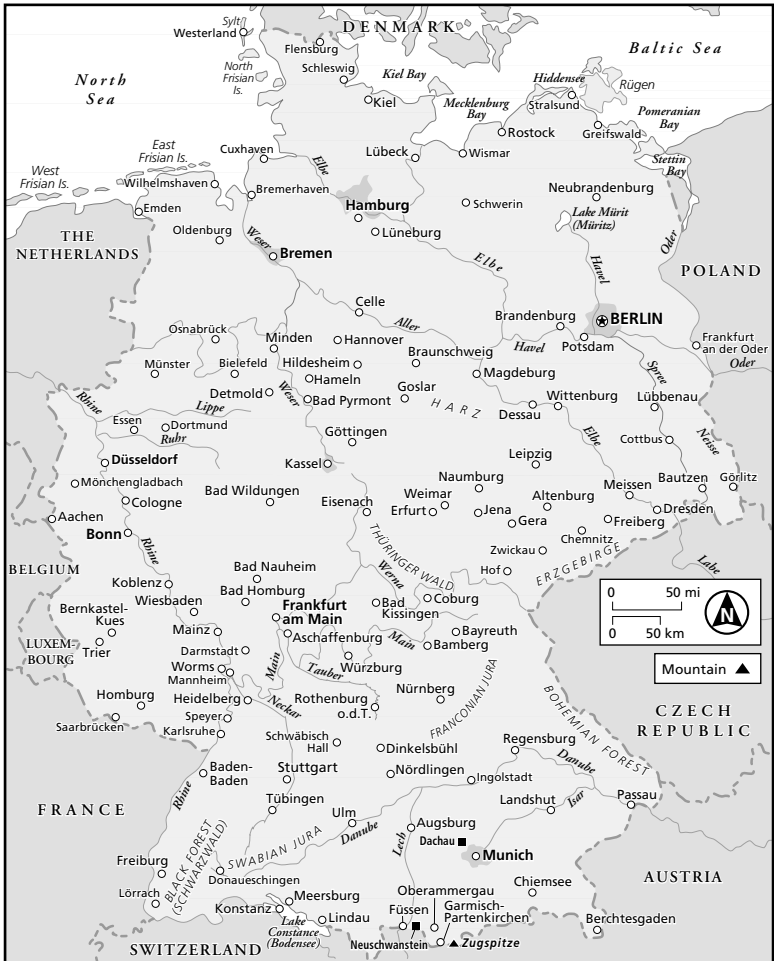 Sylt
Westerland
DENMARK
Flensburg
Baltic Sea
North
Sea
North
Frisian
Is.
Schleswig
Kiel Bay
Hiddensee
Rügen
Kiel
Mecklenburg
Bay
Stralsund
Pomeranian
Bay
Rostock
Greifswald
East
Frisian Is.
Cuxhaven
Elbe
Lübeck
Wismar
Stettin
Bay
West
Frisian Is.
Wilhelmshaven
Bremerhaven
Neubrandenburg
Emden
Hamburg
Schwerin
Lake Mürit
(Müritz)
THE
NETHERLANDS
Oldenburg
Weser
Lüneburg
Oder
Bremen
Elbe
Havel
POLAND
Celle
Aller
Brandenburg
BERLIN
Osnabrück
Minden
Hannover
Havel
Potsdam
Frankfurt
an der Oder
Oder
Münster
Bielefeld
Hildesheim
Braunschweig
Magdeburg
Spree
Hameln
Rhine
Detmold
Weser
Bad Pyrmont
Goslar
HARZ
Wittenburg
Lübbenau
Lippe
Dessau
Essen
Dortmund
Ruhr
Göttingen
Elbe
Cottbus
Neisse
Düsseldorf
Kassel
Leipzig
Mönchengladbach
Bad Wildungen
Naumburg
Meissen
Bautzen
Görlitz
Cologne
Eisenach
Weimar
Erfurt
Jena
Altenburg
Dresden
Aachen
Gera
Freiberg
Bonn
Rhine
THÜRINGER WALD
Chemnitz
Zwickau
Labe
BELGIUM
Bad Nauheim
Werna
Hof
ERZGEBIRGE
Koblenz
Bad Homburg
Wiesbaden
Frankfurt
am Main
Bad
Kissingen
Coburg
0 50 mi
0 50 km
N
Bernkastel-
Kues
Mainz
Aschaffenburg
Main
Bayreuth
Trier
LUXEM-
BOURG
Darmstadt
Bamberg
Worms
Main
Würzburg
Mountain
Mannheim
Tauber
Homburg
Heidelberg
Neckar
Rothenburg
o.d.T.
Nürnberg
FRANCONIAN JURA
BOHEMIAN FOREST
CZECH
REPUBLIC
Saarbrücken
Speyer
Karlsruhe
Schwäbisch
Hall
Dinkelsbühl
Regensburg
Danube
Baden-
Baden
Stuttgart
Nördlingen
Ingolstadt
Rhine
FRANCE
Tübingen
Ulm
Landshut
Isar
Passau
BLACK FOREST
(SCHWARZWALD)
SWABIAN JURA
Danube
Lech
Augsburg
Dachau
Munich
Freiburg
Donaueschingen
AUSTRIA
Lörrach
Meersburg
Oberammergau
Chiemsee
Konstanz
Lindau
Füssen
Garmisch-
Partenkirchen
Berchtesgaden
SWITZERLAND
Lake
Constance
(Bodensee)
Neuschwanstein
Zugspitze